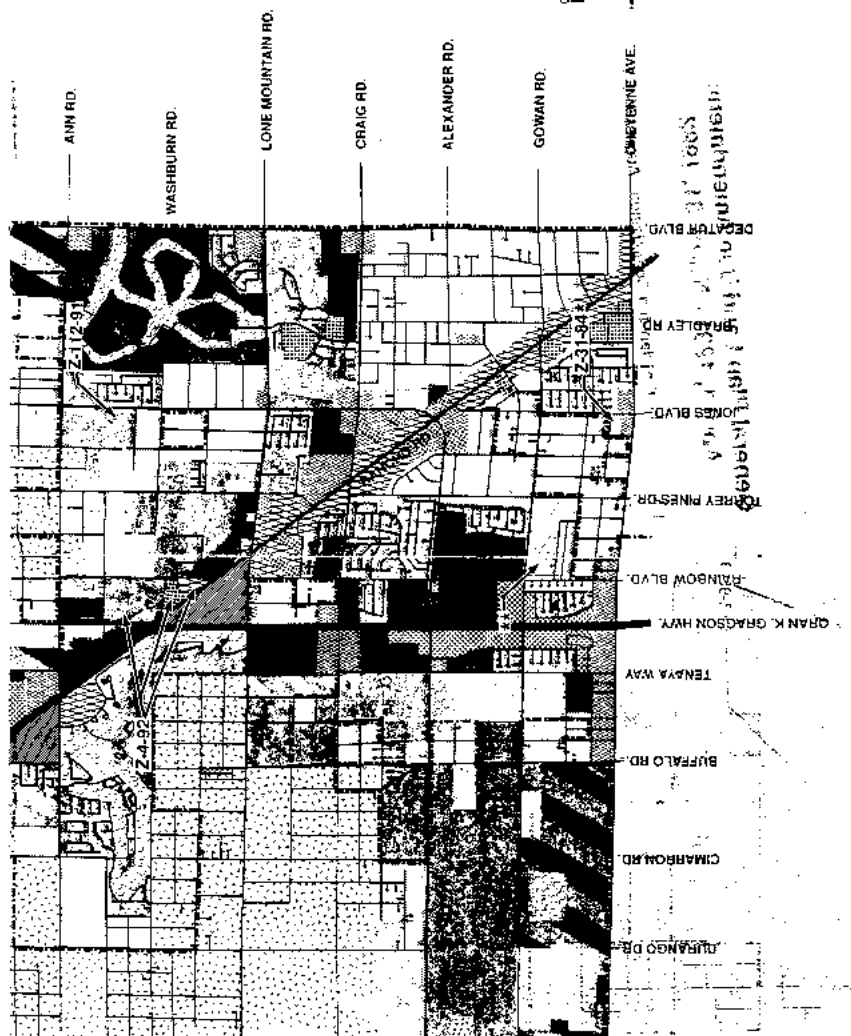 ANN RD.
WASHBURN RD.
LONE MOUNTAIN RD.
CRAIG RD.
ALEXANDER RD.
GOWAN RD.
CHEYENNE AVE.
DECATUR BLVD.
BRADLEY RD.
JONES BLVD.
TORREY PINES DR.
RAINBOW BLVD.
ORAN K. GRAGSON HWY.
TENAYA WAY
BUFFALO RD.
CIMARRON RD.
DURANGO DR.
Z-112-91
Z-31-84
Z-4-92